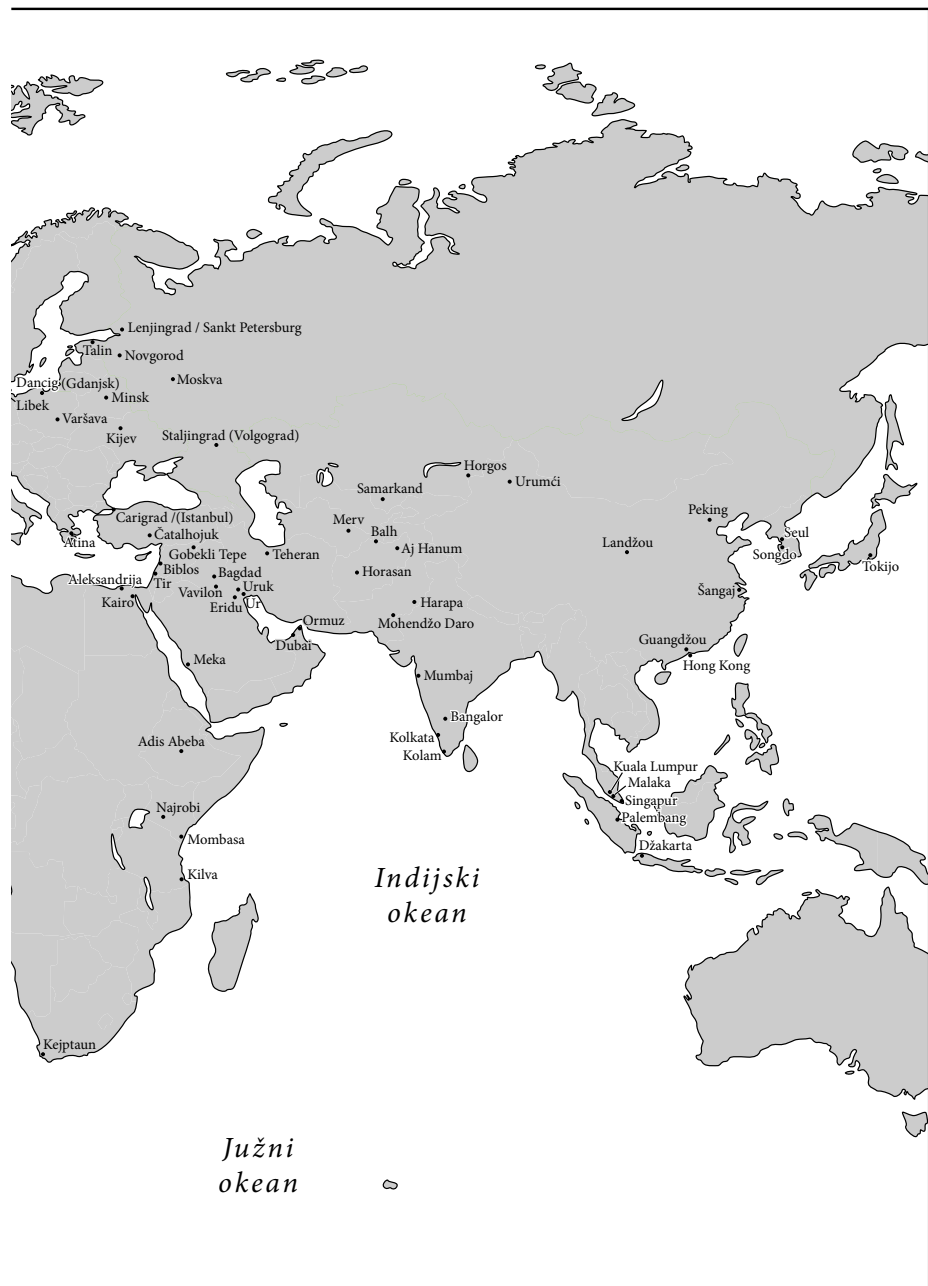 Lenjingrad / Sankt Petersburg
Talin
Novgorod
Moskva
Dancig (Gdanjsk)
Minsk
Libek
Varšava
Kijev
Staljingrad (Volgograd)
Horgos
Urumći
Samarkand
Peking
Carigrad /(Istanbul)
Merv
Čatalhojuk
Balh
Seul
Atina
Aj Hanum
Landžou
Gobekli Tepe
Teheran
Songdo
Tokijo
Biblos
Bagdad
Horasan
Aleksandrija
Tir
Vavilon
Uruk
Šangaj
Kairo
Eridu
Ur
Harapa
Ormuz
Mohendžo Daro
Dubai
Guangdžou
Meka
Hong Kong
Mumbaj
Bangalor
Adis Abeba
Kolkata
Kolam
Kuala Lumpur
Malaka
Singapur
Najrobi
Palembang
Mombasa
Džakarta
Kilva
Indijski
okean
Kejptaun
Južni
okean